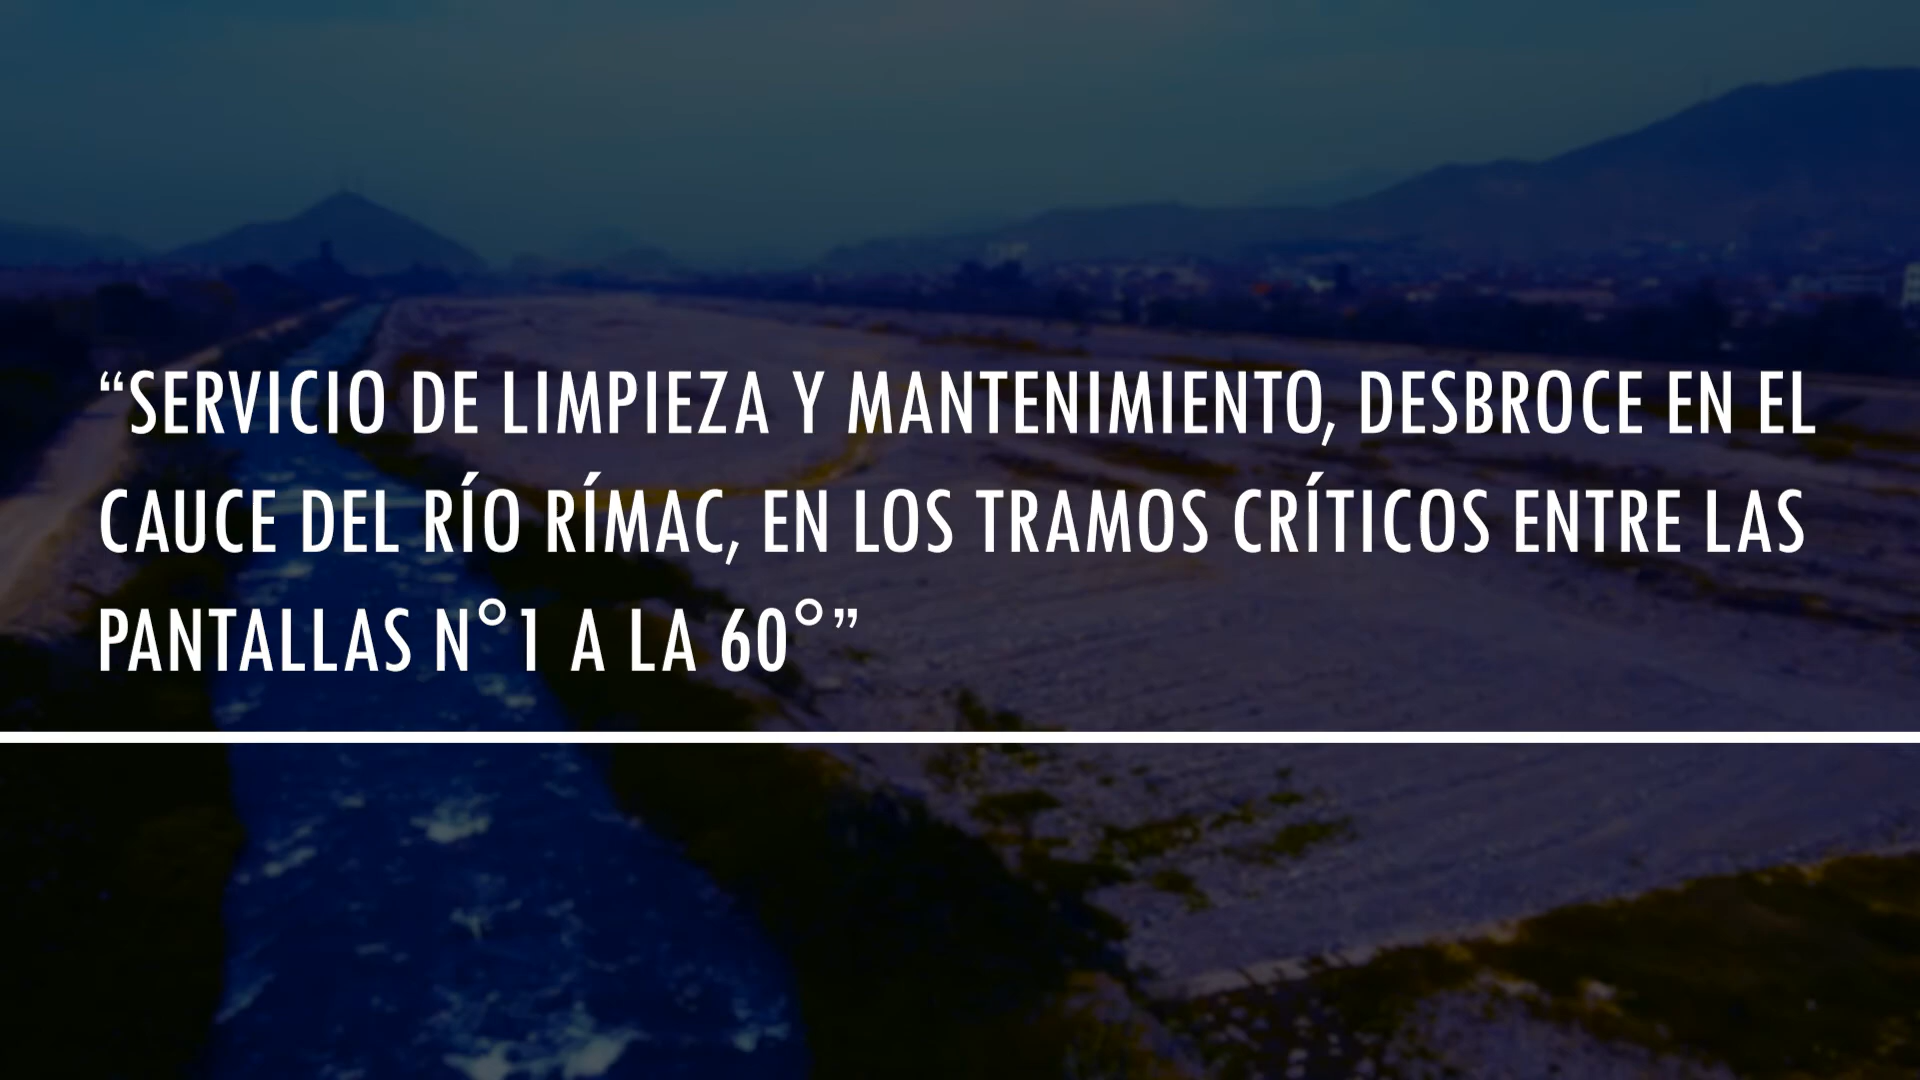 “SERVICIO DE LIMPIEZA Y MANTENIMIENTO, DESBROCE EN EL
CAUCE DEL RÍO RÍMAC, EN LOS TRAMOS CRÍTICOS ENTRE LAS
PANTALLAS N°1 A LA 60°”